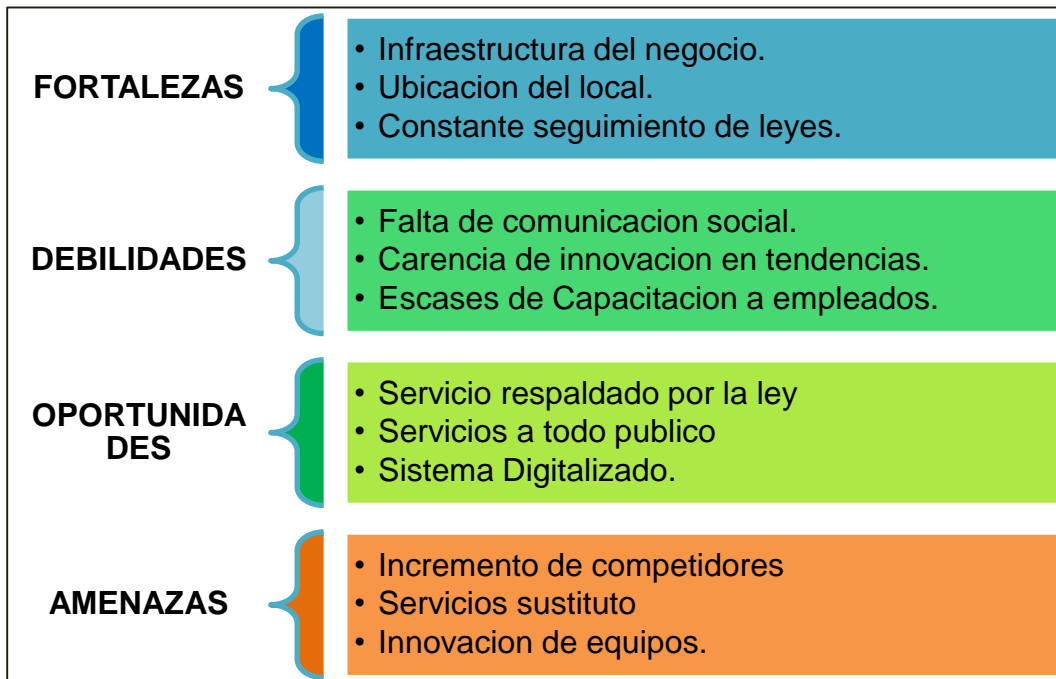 FORTALEZAS
• Infraestructura del negocio.
• Ubicacion del local.
• Constante seguimiento de leyes.
DEBILIDADES
• Falta de comunicacion social.
• Carencia de innovacion en tendencias.
• Escases de Capacitacion a empleados.
OPORTUNIDA
DES
• Servicio respaldado por la ley
• Servicios a todo publico
• Sistema Digitalizado.
AMENAZAS
• Incremento de competidores
• Servicios sustituto
• Innovacion de equipos.